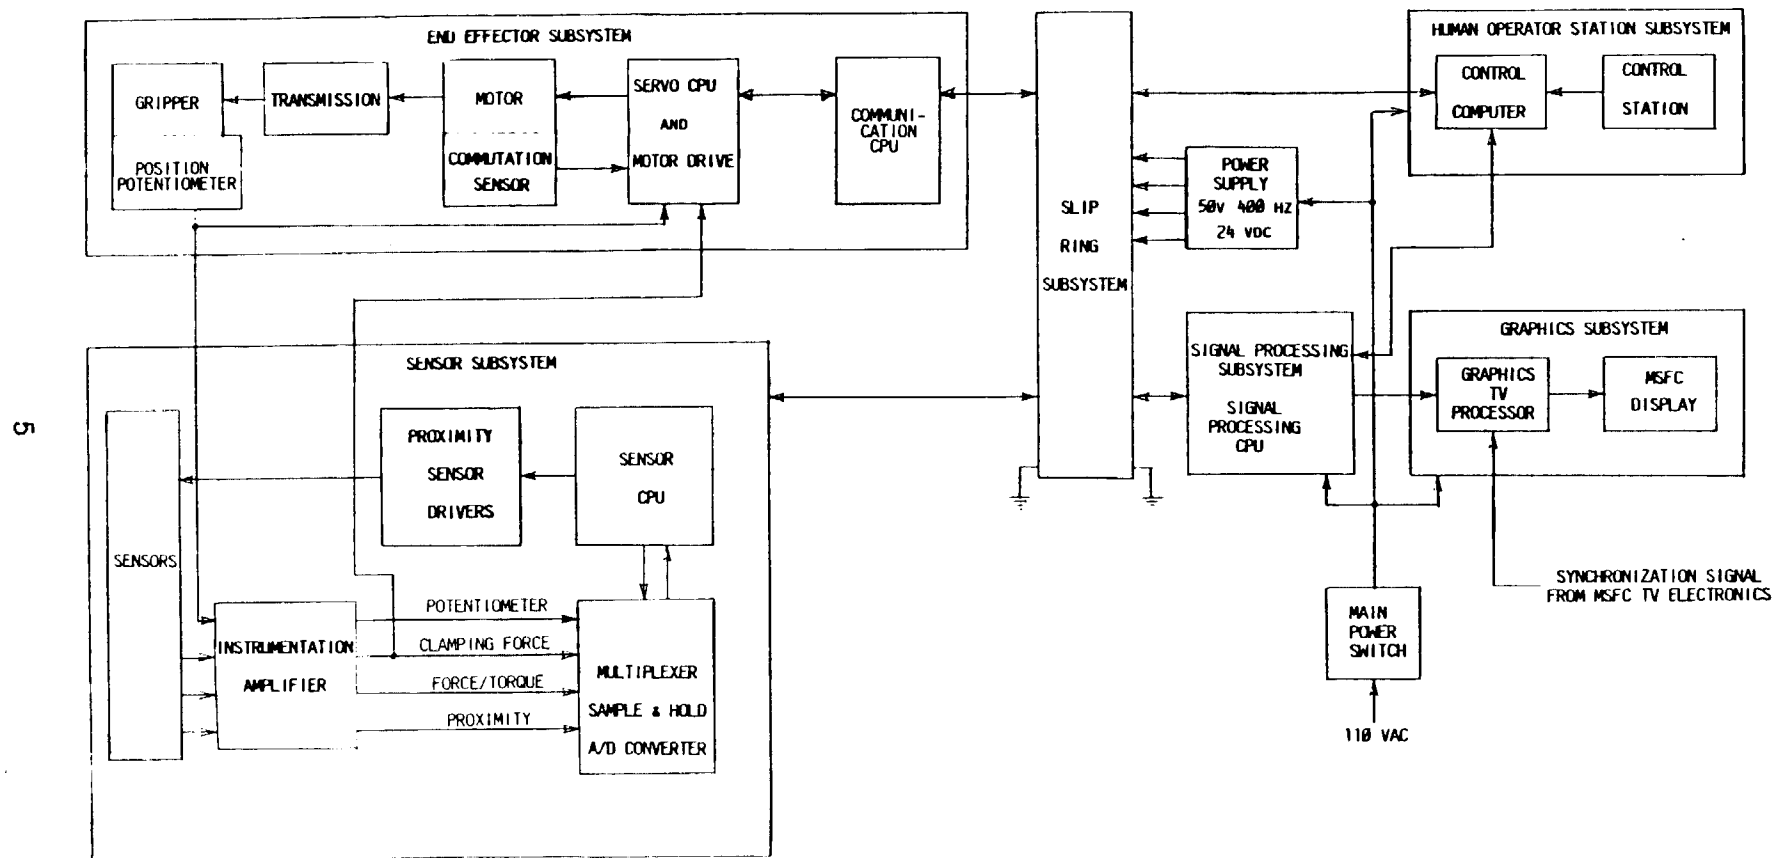 END EFFECTOR SUBSYSTEM
GRIPPER
POSITION
POTENTIOMETER
TRANSMISSION
MOTOR
COMMUTATION
SENSOR
SERVO CPU
AND
MOTOR DRIVE
COMMUNI-
CATION
CPU
SLIP
RING
SUBSYSTEM
POWER
SUPPLY
50V 400 HZ
24 VDC
HUMAN OPERATOR STATION SUBSYSTEM
CONTROL
COMPUTER
CONTROL
STATION
SIGNAL PROCESSING
SUBSYSTEM
SIGNAL
PROCESSING
CPU
GRAPHICS SUBSYSTEM
GRAPHICS
TV
PROCESSOR
MSFC
DISPLAY
SENSOR SUBSYSTEM
SENSORS
PROXIMITY
SENSOR
DRIVERS
SENSOR
CPU
INSTRUMENTATION
AMPLIFIER
POTENTIOMETER
CLAMPING FORCE
FORCE/TORQUE
PROXIMITY
MULTIPLEXER
SAMPLE & HOLD
A/D CONVERTER
MAIN
POWER
SWITCH
110 VAC
SYNCHRONIZATION SIGNAL
FROM MSFC TV ELECTRONICS
5